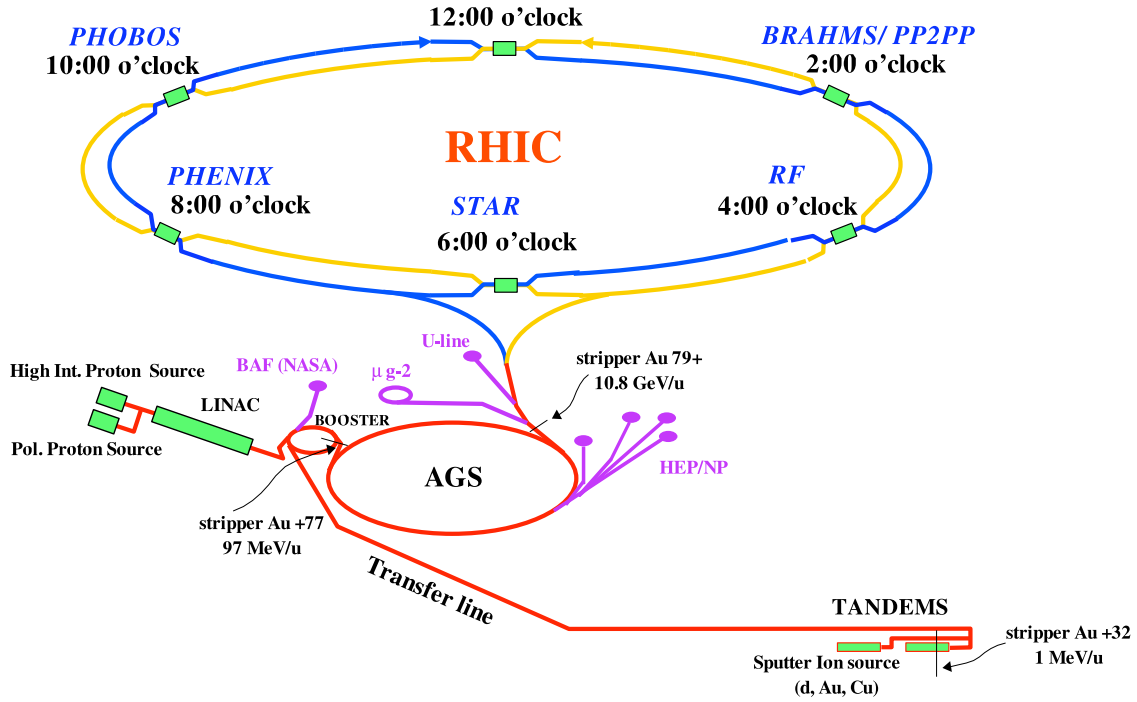 12:00 o'clock
PHOBOS
10:00 o'clock
BRAHMS/ PP2PP
2:00 o'clock
RHIC
PHENIX
8:00 o'clock
STAR
6:00 o'clock
RF
4:00 o'clock
U-line
BAF (NASA)
μ g-2
stripper Au 79+
10.8 GeV/u
High Int. Proton Source
LINAC
BOOSTER
Pol. Proton Source
AGS
HEP/NP
stripper Au +77
97 MeV/u
Transfer line
TANDEMS
stripper Au +32
1 MeV/u
Sputter Ion source
(d, Au, Cu)